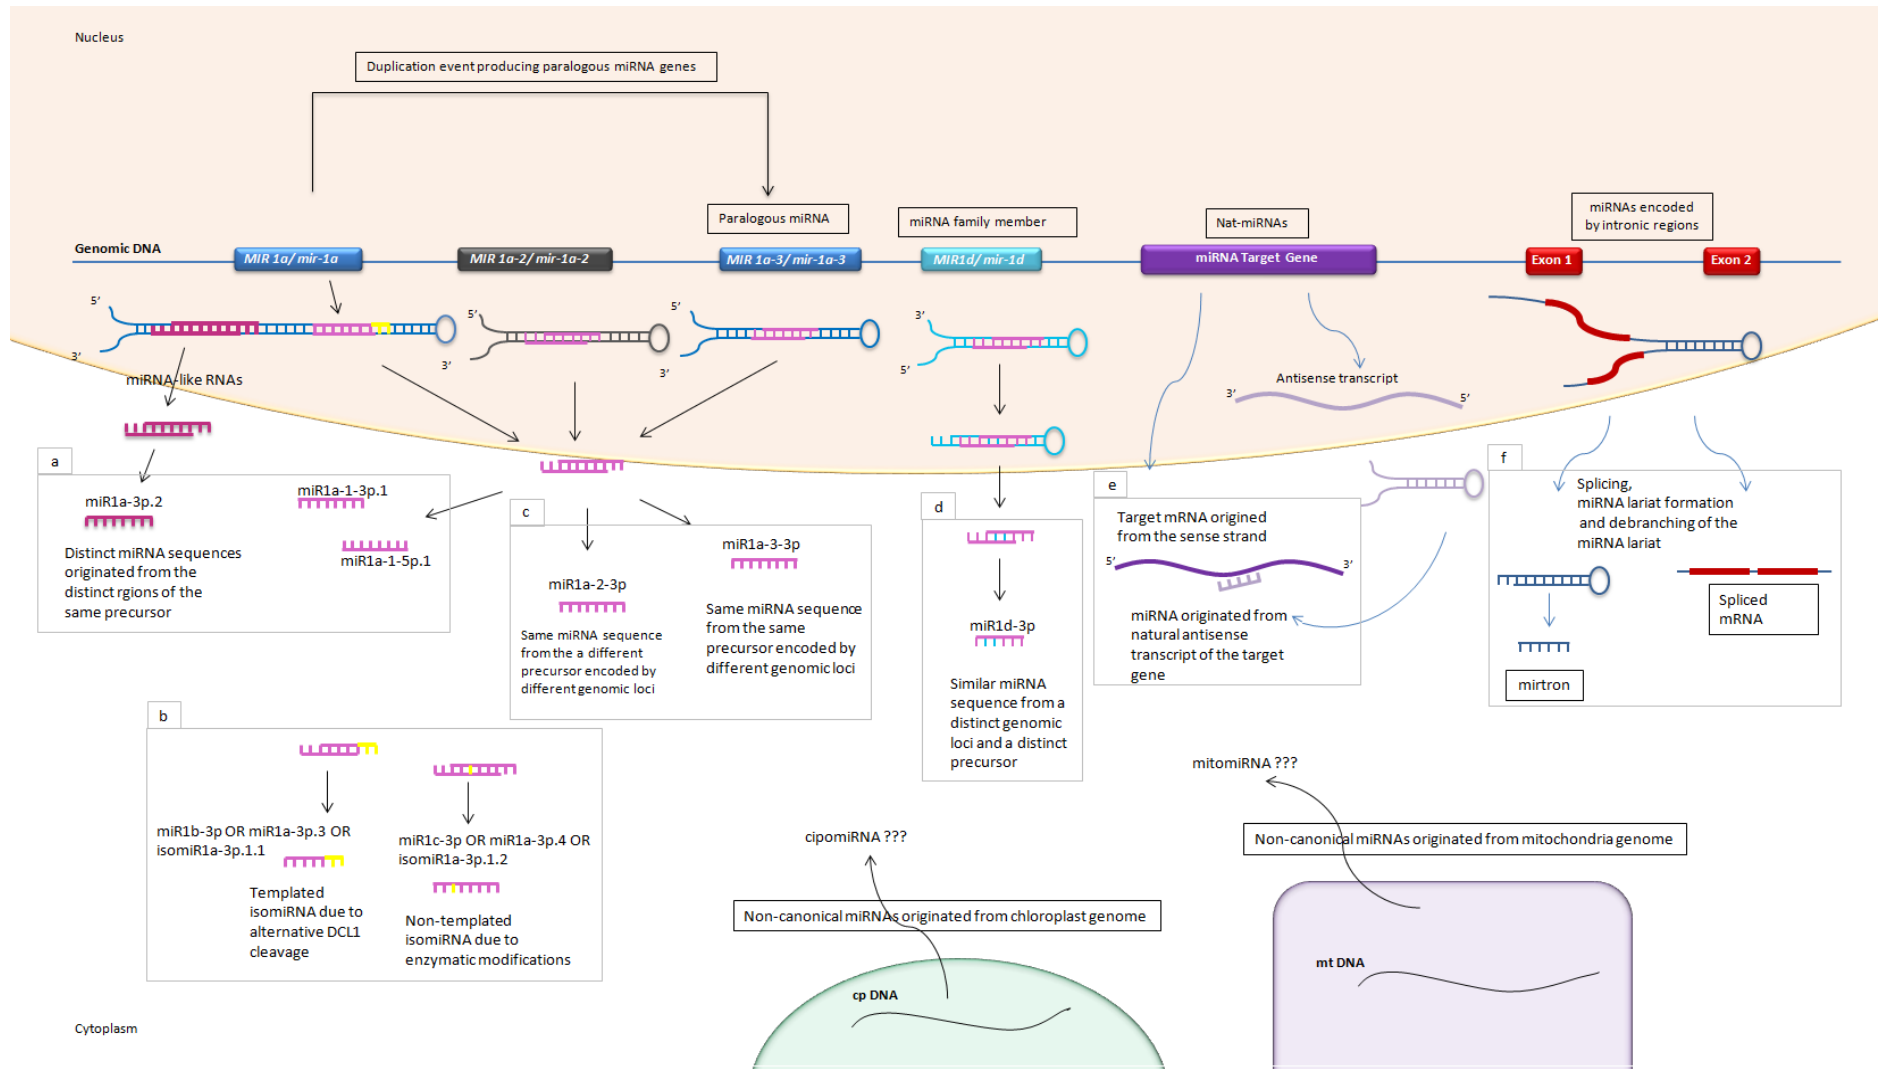 Nucleus
Duplication event producing paralogous miRNA genes
Paralogous miRNA
miRNA family member
Nat-miRNAs
miRNAs encoded
by intronic regions
Genomic DNA
MIR 1a/ mir-1a
MIR 1a-2/ mir-1a-2
MIR 1a-3/ mir-1a-3
MIR1d/ mir-1d
miRNA Target Gene
Exon 1
Exon 2
5’
3’
5’
3’
5’
3’
3’
5’
miRNA-like RNAs
Antisense transcript
3’
5’
a
miR1a-3p.2
miR1a-1-3p.1
miR1a-1-5p.1
Distinct miRNA sequences
originated from the
distinct rgions of the
same precursor
b
miR1b-3p OR miR1a-3p.3 OR
isomiR1a-3p.1.1
Templated
isomiRNA due to
alternative DCL1
cleavage
miR1c-3p OR miR1a-3p.4 OR
isomiR1a-3p.1.2
Non-templated
isomiRNA due to
enzymatic modifications
c
miR1a-2-3p
Same miRNA sequence
from the a different
precursor encoded by
different genomic loci
miR1a-3-3p
Same miRNA sequence
from the same
precursor encoded by
different genomic loci
d
miR1d-3p
Similar miRNA
sequence from a
distinct genomic
loci and a distinct
precursor
e
Target mRNA origined
from the sense strand
5’
3’
miRNA originated from
natural antisense
transcript of the target
gene
f
Splicing,
miRNA lariat formation
and debranching of the
miRNA lariat
Spliced
mRNA
mirtron
mitomiRNA ???
Non-canonical miRNAs originated from mitochondria genome
cipomiRNA ???
Non-canonical miRNAs originated from chloroplast genome
cp DNA
mt DNA
Cytoplasm